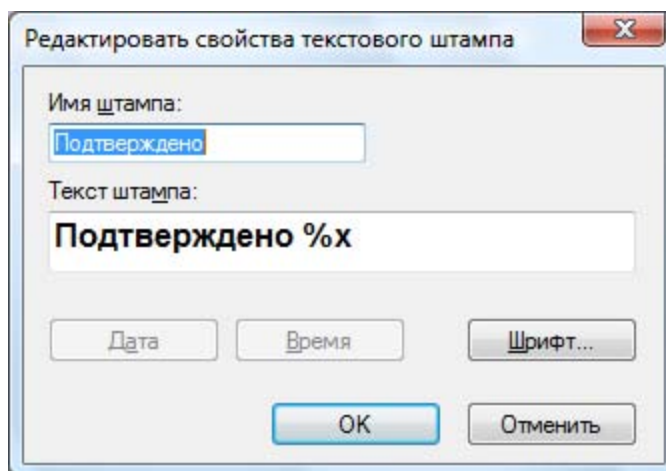 Редактировать свойства текстового штампа
Имя штампа:
Подтверждено
Текст штампа:
Подтверждено %x
Дата
Время
Шрифт...
OK
Отменить